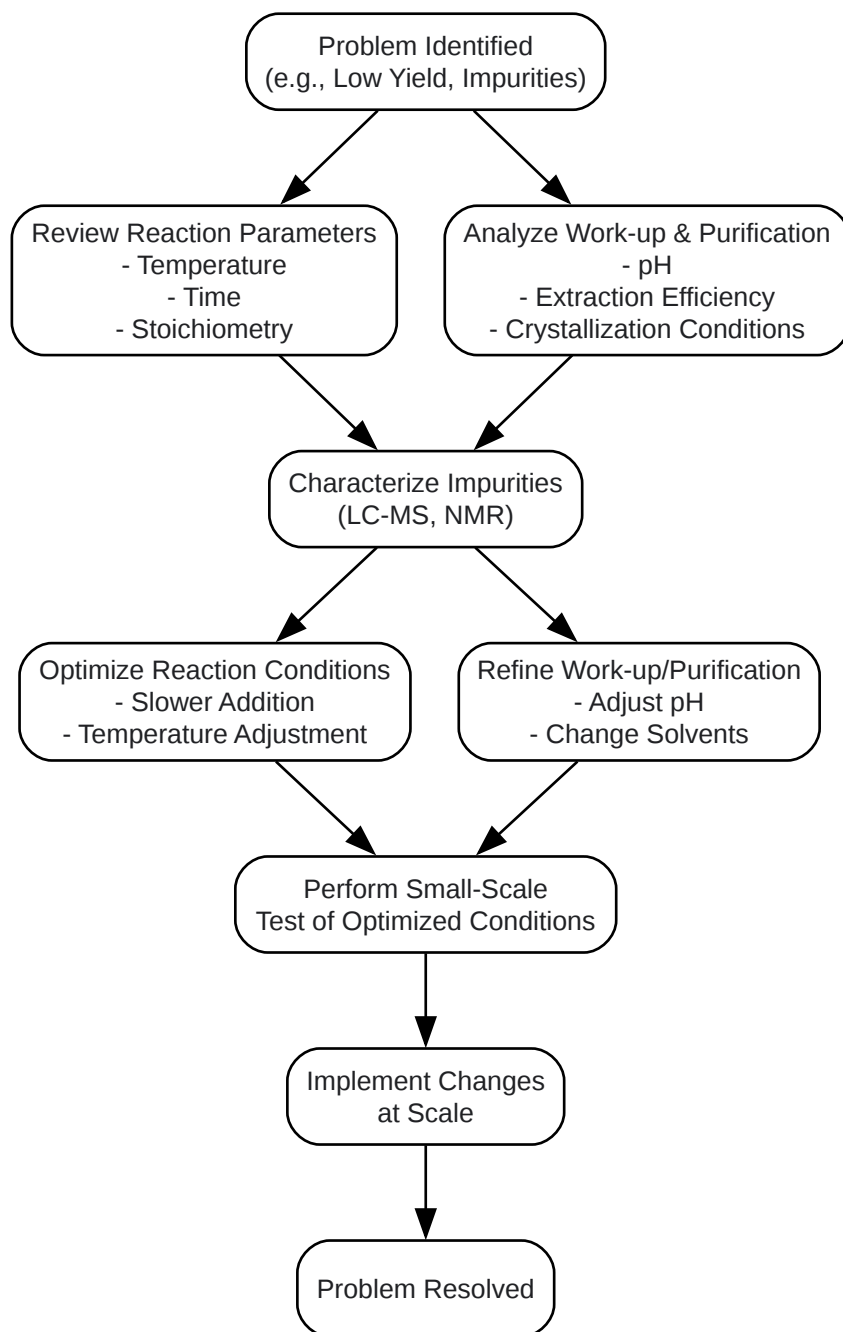 Problem Identified
(e.g., Low Yield, Impurities)
Review Reaction Parameters
- Temperature
- Time
- Stoichiometry
Analyze Work-up & Purification
- pH
- Extraction Efficiency
- Crystallization Conditions
Characterize Impurities
(LC-MS, NMR)
Optimize Reaction Conditions
- Slower Addition
- Temperature Adjustment
Refine Work-up/Purification
- Adjust pH
- Change Solvents
Perform Small-Scale
Test of Optimized Conditions
Implement Changes
at Scale
Problem Resolved